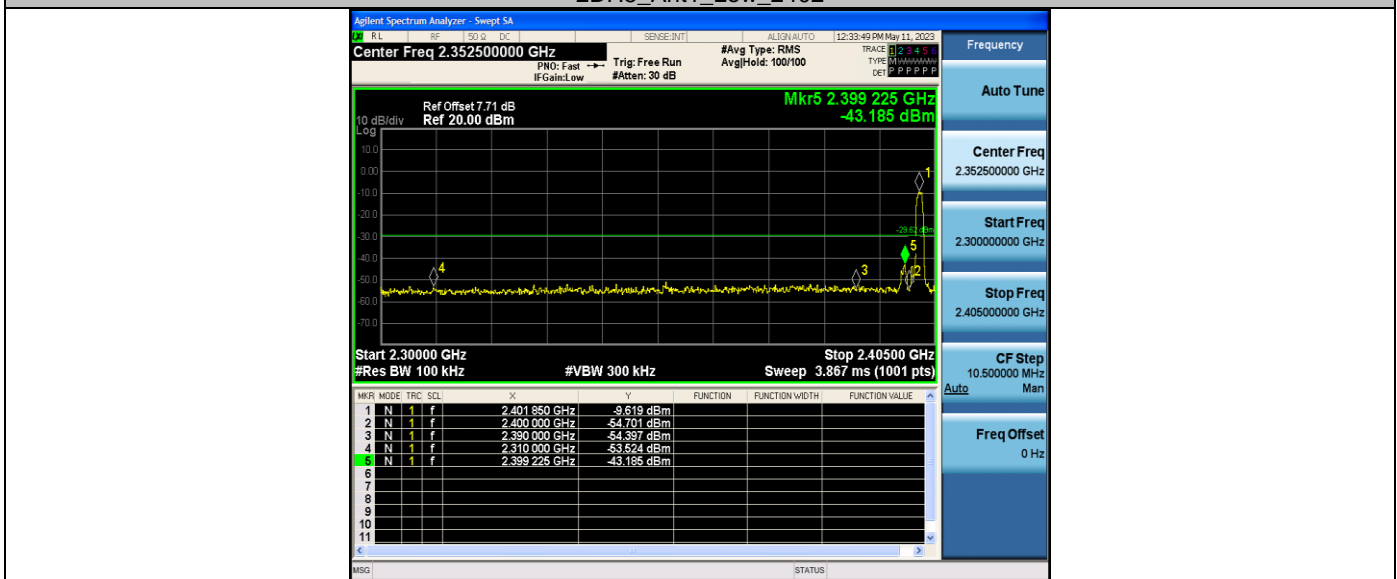 Agilent Spectrum Analyzer - Swept SA
RL RF 50 Ω DC SENSE:INT ALIGNAUTO 12:33:49 PM May 11, 2023
Center Freq 2.352500000 GHz #Avg Type: RMS TRACE 1 2 3 4 5 6
PNO: Fast Trig: Free Run Avg|Hold: 100/100 TYPE M
IFGain:Low #Atten: 30 dB DET P P P P P P
Frequency
Auto Tune
Center Freq
2.352500000 GHz
Start Freq
2.300000000 GHz
Stop Freq
2.405000000 GHz
CF Step
10.500000 MHz
Auto Man
Freq Offset
0 Hz
Mkr5 2.399 225 GHz
-43.185 dBm
Ref Offset 7.71 dB
10 dB/div Ref 20.00 dBm
Log
10.0
0.00
-10.0
-20.0
-30.0
-40.0
-50.0
-60.0
-70.0
1
-29.62 dBm
5
4
3
2
Start 2.30000 GHz Stop 2.40500 GHz
#Res BW 100 kHz #VBW 300 kHz Sweep 3.867 ms (1001 pts)
MKR MODE TRC SCL X Y FUNCTION FUNCTION WIDTH FUNCTION VALUE
1 N 1 f 2.401 850 GHz -9.619 dBm
2 N 1 f 2.400 000 GHz -54.701 dBm
3 N 1 f 2.390 000 GHz -54.397 dBm
4 N 1 f 2.310 000 GHz -53.524 dBm
5 N 1 f 2.399 225 GHz -43.185 dBm
6
7
8
9
10
11
MSG STATUS